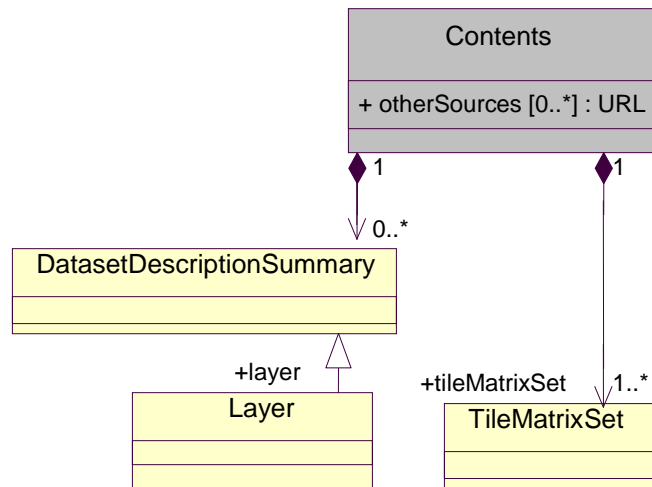 Contents
+ otherSources [0..*] : URL
1
1
0..*
DatasetDescriptionSummary
+layer
+tileMatrixSet
1..*
Layer
TileMatrixSet